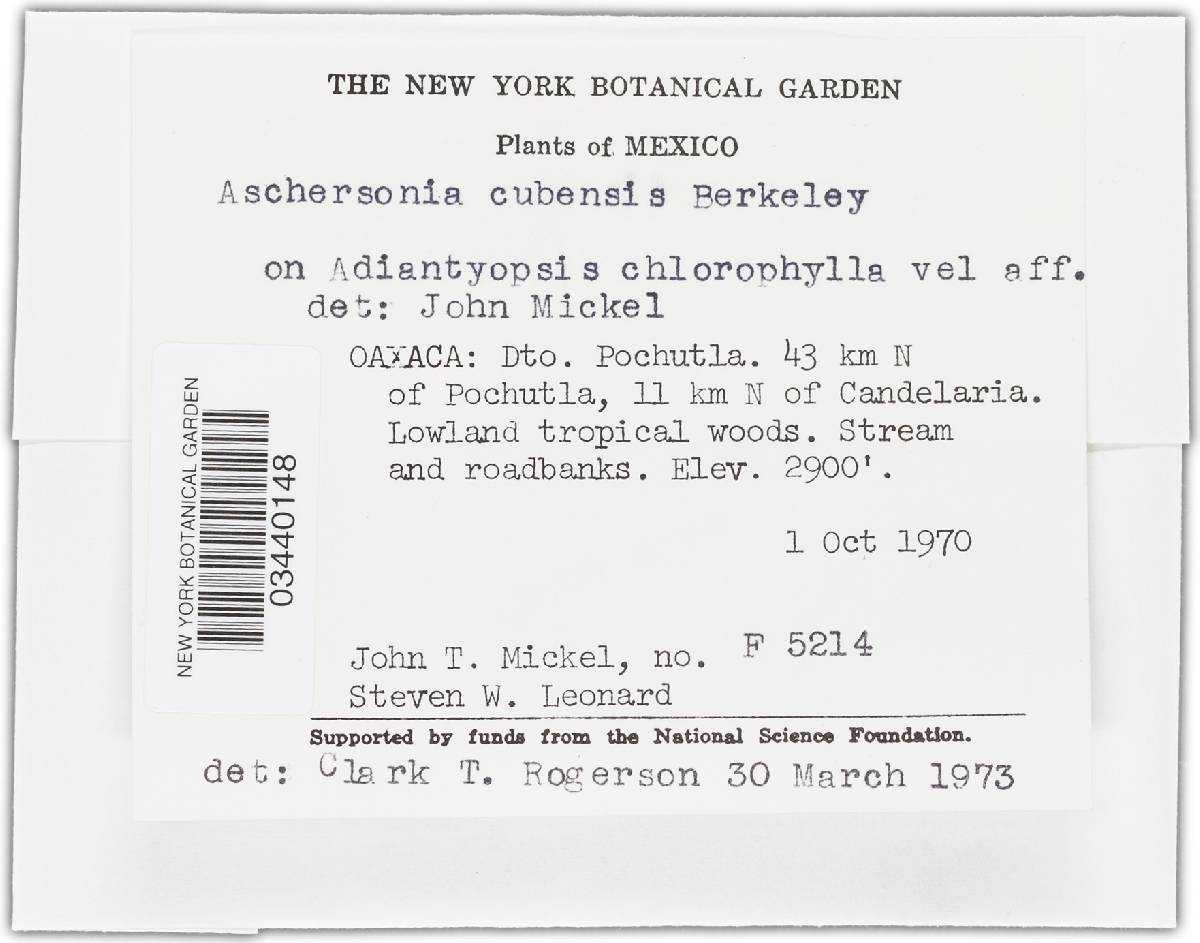 THE NEW YORK BOTANICAL GARDEN
Plants of MEXICO
Aschersonia cubensis Berkeley
on Adiantyopsis chlorophylla vel aff.
det: John Mickel
OAXACA: Dto. Pochutla. 43 km N
of Pochutla, 11 km N of Candelaria.
Lowland tropical woods. Stream
and roadbanks. Elev. 2900'.
1 Oct 1970
John T. Mickel, no. F 5214
Steven W. Leonard
Supported by funds from the National Science Foundation.
det: Clark T. Rogerson 30 March 1973
NEW YORK BOTANICAL GARDEN
03440148